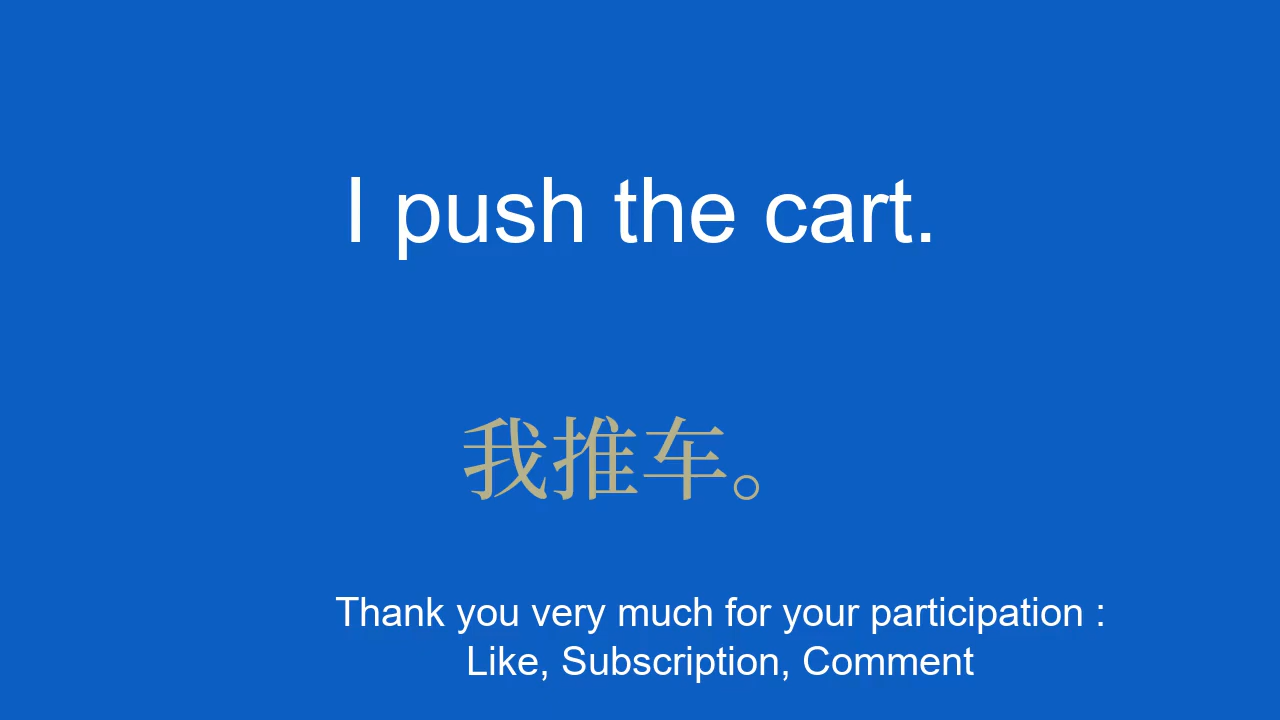 I push the cart.
我推车。
Thank you very much for your participation :
Like, Subscription, Comment